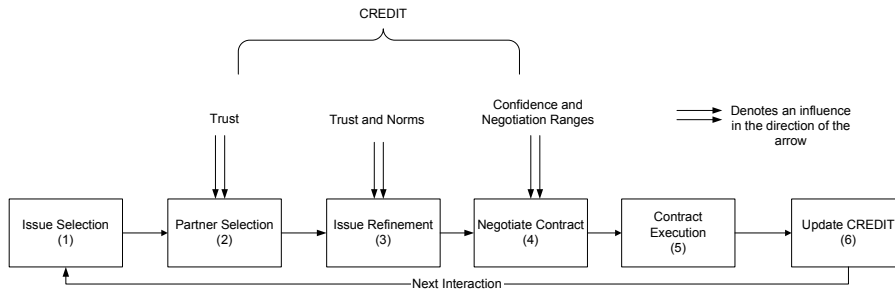 CREDIT
Trust
Trust and Norms
Confidence and
Negotiation Ranges
Denotes an influence
in the direction of the
arrow
Issue Selection
(1)
Partner Selection
(2)
Issue Refinement
(3)
Negotiate Contract
(4)
Contract
Execution
(5)
Update CREDIT
(6)
Next Interaction